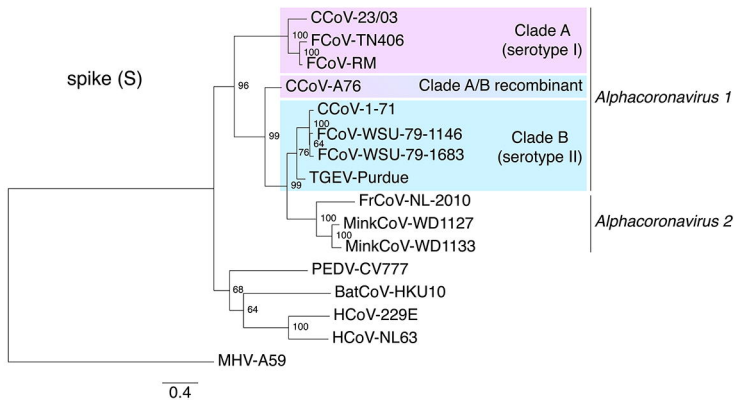 spike (S)
CCoV-23/03
FCoV-TN406
FCoV-RM
Clade A
(serotype I)
CCoV-A76
Clade A/B recombinant
CCoV-1-71
FCoV-WSU-79-1146
FCoV-WSU-79-1683
TGEV-Purdue
Clade B
(serotype II)
Alphacoronavirus 1
FrCoV-NL-2010
MinkCoV-WD1127
MinkCoV-WD1133
Alphacoronavirus 2
PEDV-CV777
BatCoV-HKU10
HCoV-229E
HCoV-NL63
MHV-A59
100
100
96
99
100
64
76
99
100
100
68
64
100
0.4